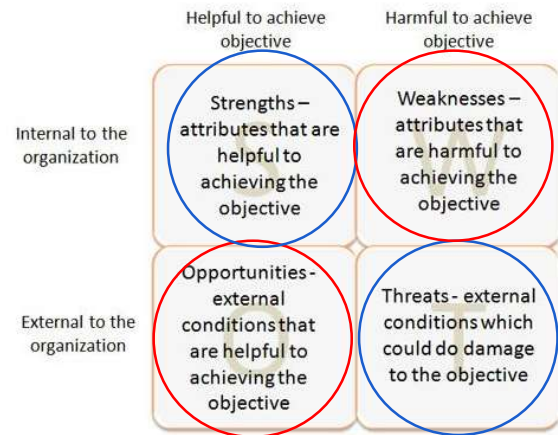 Helpful to achieve
objective
Harmful to achieve
objective
Internal to the
organization
Strengths –
attributes that are
helpful to
achieving the
objective
S
Weaknesses –
attributes that
are harmful to
achieving the
objective
W
External to the
organization
Opportunities -
external
conditions that
are helpful to
achieving the
objective
O
Threats - external
conditions which
could do damage
to the objective
T